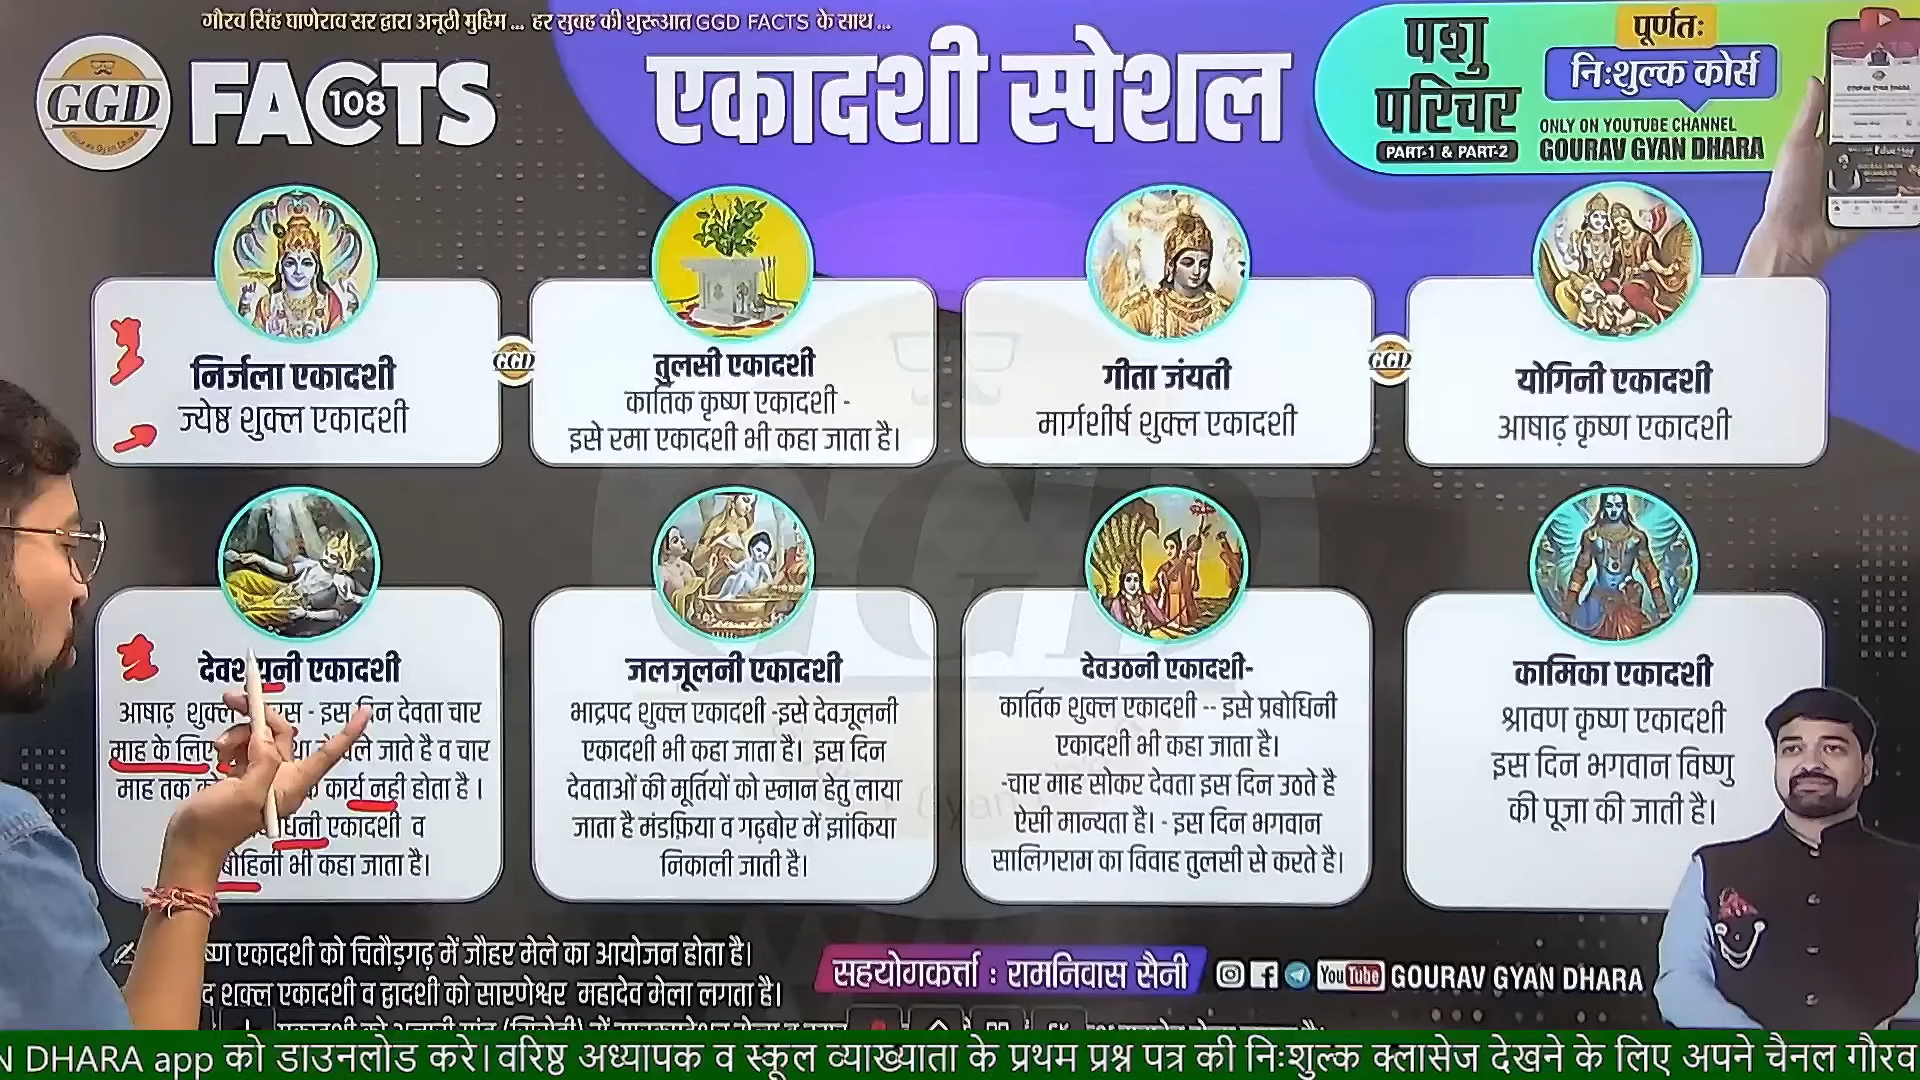 गौरव सिंह घाणेराव सर द्वारा अनूठी मुहिम ... हर सुबह की शुरूआत GGD FACTS के साथ ...
GGD
FACTS
108
एकादशी स्पेशल
पशु
परिचर
PART-1 & PART-2
पूर्णतः
निःशुल्क कोर्स
ONLY ON YOUTUBE CHANNEL
GOURAV GYAN DHARA
निर्जला एकादशी
ज्येष्ठ शुक्ल एकादशी
GGD
तुलसी एकादशी
कार्तिक कृष्ण एकादशी -
इसे रमा एकादशी भी कहा जाता है।
गीता जंयती
मार्गशीर्ष शुक्ल एकादशी
GGD
योगिनी एकादशी
आषाढ़ कृष्ण एकादशी
देवशयनी एकादशी
आषाढ़ शुक्ल - इस दिन देवता चार
माह के लिए चले जाते है व चार
माह तक कार्य नही होता है ।
एकादशी व
भी कहा जाता है।
जलजूलनी एकादशी
भाद्रपद शुक्ल एकादशी -इसे देवजूलनी
एकादशी भी कहा जाता है। इस दिन
देवताओं की मूर्तियों को स्नान हेतु लाया
जाता है मंडफ़िया व गढ़बोर में झांकिया
निकाली जाती है।
देवउठनी एकादशी-
कार्तिक शुक्ल एकादशी -- इसे प्रबोधिनी
एकादशी भी कहा जाता है।
-चार माह सोकर देवता इस दिन उठते है
ऐसी मान्यता है। - इस दिन भगवान
सालिगराम का विवाह तुलसी से करते है।
कामिका एकादशी
श्रावण कृष्ण एकादशी
इस दिन भगवान विष्णु
की पूजा की जाती है।
एकादशी को चितौड़गढ़ में जौहर मेले का आयोजन होता है।
शुक्ल एकादशी व द्वादशी को सारणेश्वर महादेव मेला लगता है।
सहयोगकर्त्ता : रामनिवास सैनी
YouTube GOURAV GYAN DHARA
N DHARA app को डाउनलोड करे। वरिष्ठ अध्यापक व स्कूल व्याख्याता के प्रथम प्रश्न पत्र की निःशुल्क क्लासेज देखने के लिए अपने चैनल गौरव